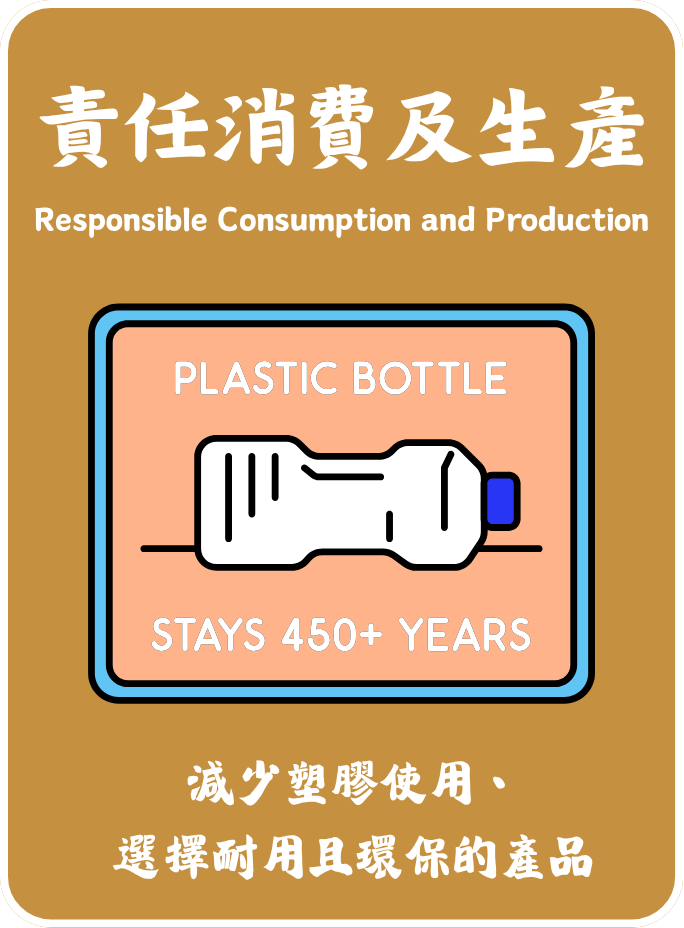 責任消費及生產
Responsible Consumption and Production
PLASTIC BOTTLE
STAYS 450+ YEARS
減少塑膠使用、
選擇耐用且環保的產品